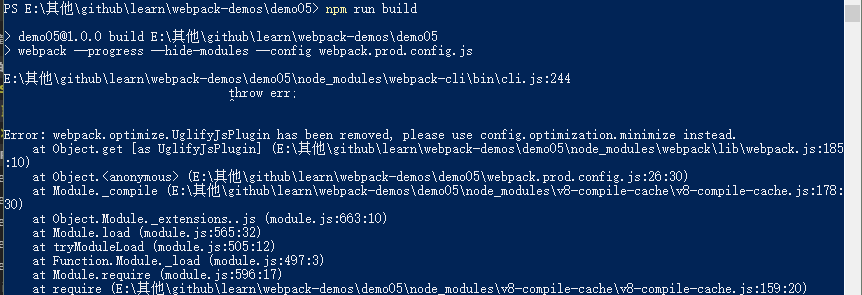 PS E:\其他\github\learn\webpack-demos\demo05> npm run build
> demo05@1.0.0 build E:\其他\github\learn\webpack-demos\demo05
> webpack --progress --hide-modules --config webpack.prod.config.js
E:\其他\github\learn\webpack-demos\demo05\node_modules\webpack-cli\bin\cli.js:244
throw err;
^
Error: webpack.optimize.UglifyJsPlugin has been removed, please use config.optimization.minimize instead.
at Object.get [as UglifyJsPlugin] (E:\其他\github\learn\webpack-demos\demo05\node_modules\webpack\lib\webpack.js:185
:10)
at Object.<anonymous> (E:\其他\github\learn\webpack-demos\demo05\webpack.prod.config.js:26:30)
at Module._compile (E:\其他\github\learn\webpack-demos\demo05\node_modules\v8-compile-cache\v8-compile-cache.js:178:
30)
at Object.Module._extensions..js (module.js:663:10)
at Module.load (module.js:565:32)
at tryModuleLoad (module.js:505:12)
at Function.Module._load (module.js:497:3)
at Module.require (module.js:596:17)
at require (E:\其他\github\learn\webpack-demos\demo05\node_modules\v8-compile-cache\v8-compile-cache.js:159:20)